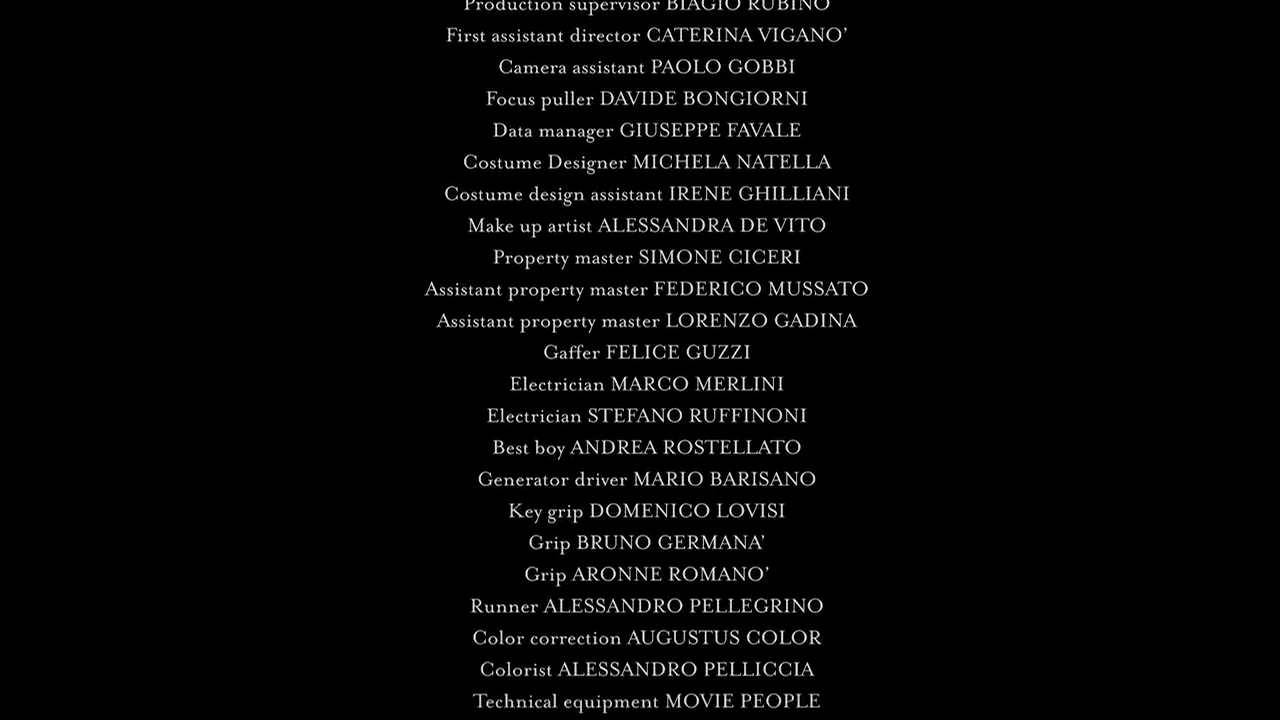 Production supervisor BIAGIO RUBINO
First assistant director CATERINA VIGANO’
Camera assistant PAOLO GOBBI
Focus puller DAVIDE BONGIORNI
Data manager GIUSEPPE FAVALE
Costume Designer MICHELA NATELLA
Costume design assistant IRENE GHILLIANI
Make up artist ALESSANDRA DE VITO
Property master SIMONE CICERI
Assistant property master FEDERICO MUSSATO
Assistant property master LORENZO GADINA
Gaffer FELICE GUZZI
Electrician MARCO MERLINI
Electrician STEFANO RUFFINONI
Best boy ANDREA ROSTELLATO
Generator driver MARIO BARISANO
Key grip DOMENICO LOVISI
Grip BRUNO GERMANA’
Grip ARONNE ROMANO’
Runner ALESSANDRO PELLEGRINO
Color correction AUGUSTUS COLOR
Colorist ALESSANDRO PELLICCIA
Technical equipment MOVIE PEOPLE